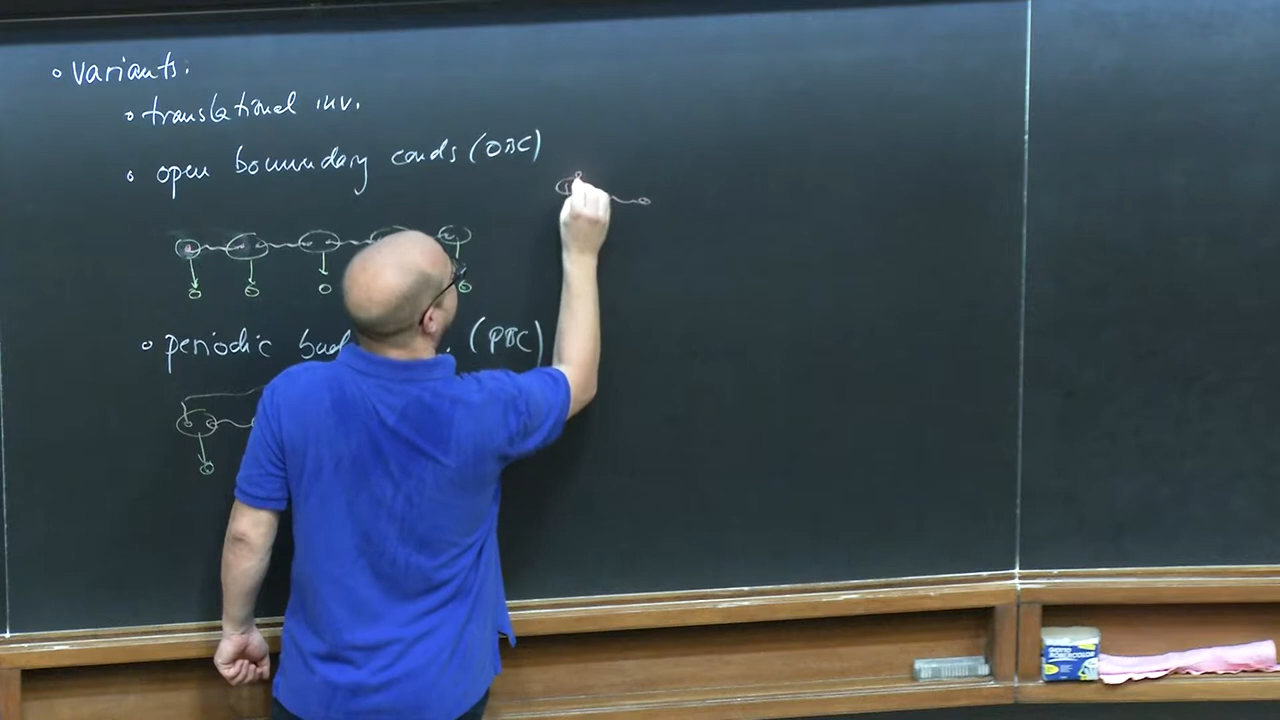 ∘ Variants:
∘ translational inv.
∘ open boundary conds (OBC)
∘ periodic (PBC)